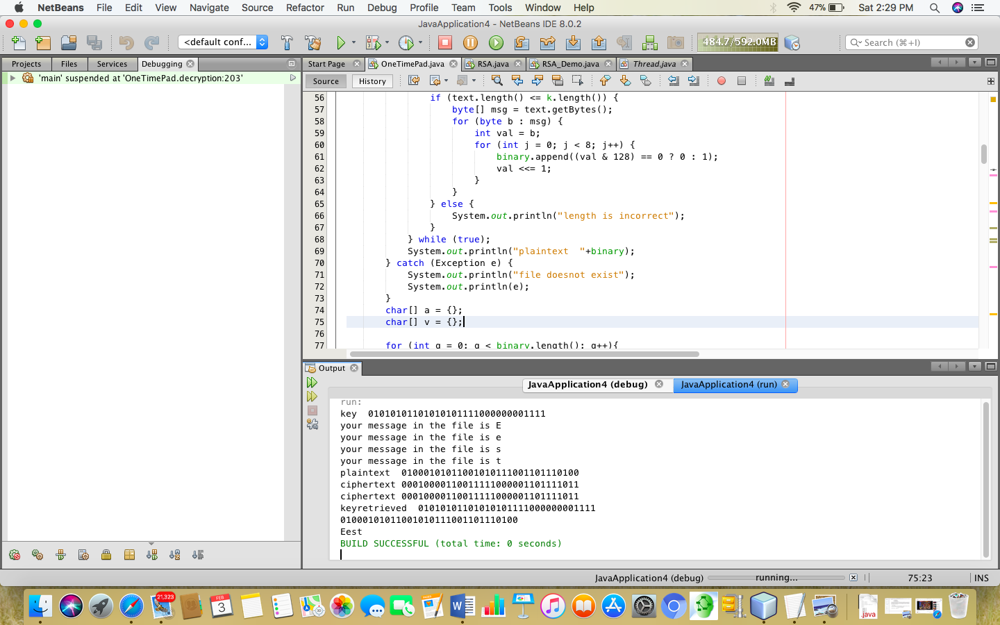 NetBeans File Edit View Navigate Source Refactor Run Debug Profile Team Tools Window Help 47% Sat 2:29 PM
JavaApplication4 - NetBeans IDE 8.0.2
<default conf... 484.7/592.0MB Search (⌘+I)
Projects Files Services Debugging Start Page OneTimePad.java RSA.java RSA_Demo.java Thread.java
'main' suspended at 'OneTimePad.decryption:203'
Source History
56 if (text.length() <= k.length()) {
57 byte[] msg = text.getBytes();
58 for (byte b : msg) {
59 int val = b;
60 for (int j = 0; j < 8; j++) {
61 binary.append((val & 128) == 0 ? 0 : 1);
62 val <<= 1;
63 }
64 }
65 } else {
66 System.out.println("length is incorrect");
67 }
68 } while (true);
69 System.out.println("plaintext  "+binary);
70 } catch (Exception e) {
71 System.out.println("file doesnot exist");
72 System.out.println(e);
73 }
74 char[] a = {};
75 char[] v = {};
76
77 for (int g = 0; g < binary.length(); g++){
Output
JavaApplication4 (debug) JavaApplication4 (run)
run:
key  01010101101010101111000000001111
your message in the file is E
your message in the file is e
your message in the file is s
your message in the file is t
plaintext  01000101011001010111001101110100
ciphertext 00010000110011111000001101111011
ciphertext 00010000110011111000001101111011
keyretrieved  01010101101010101111000000001111
01000101011001010111001101110100
Eest
BUILD SUCCESSFUL (total time: 0 seconds)
JavaApplication4 (debug) running... 75:23 INS
21,323
FEB
3
.java